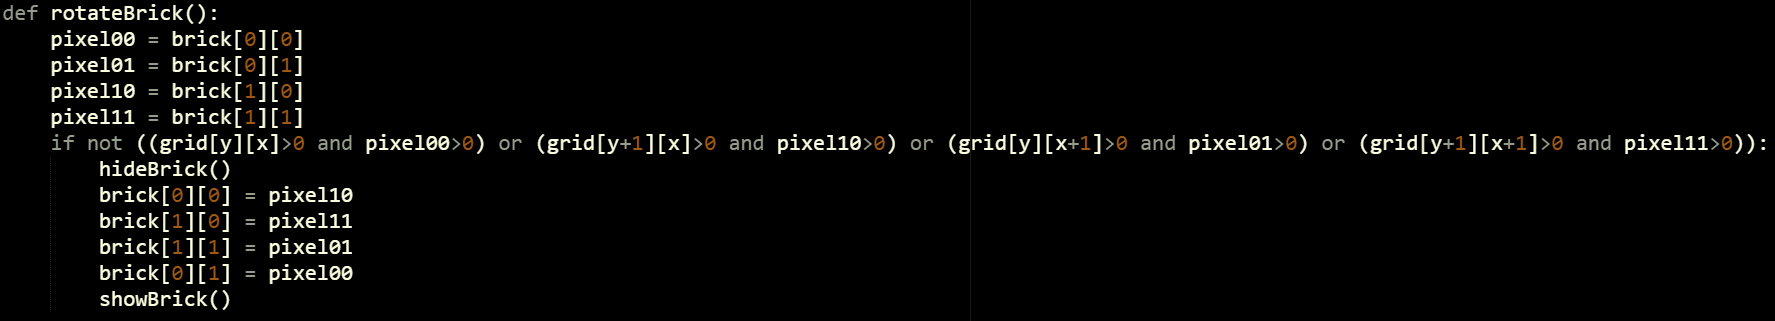 def rotateBrick():
    pixel00 = brick[0][0]
    pixel01 = brick[0][1]
    pixel10 = brick[1][0]
    pixel11 = brick[1][1]
    if not ((grid[y][x]>0 and pixel00>0) or (grid[y+1][x]>0 and pixel10>0) or (grid[y][x+1]>0 and pixel01>0) or (grid[y+1][x+1]>0 and pixel11>0)):
        hideBrick()
        brick[0][0] = pixel10
        brick[1][0] = pixel11
        brick[1][1] = pixel01
        brick[0][1] = pixel00
        showBrick()